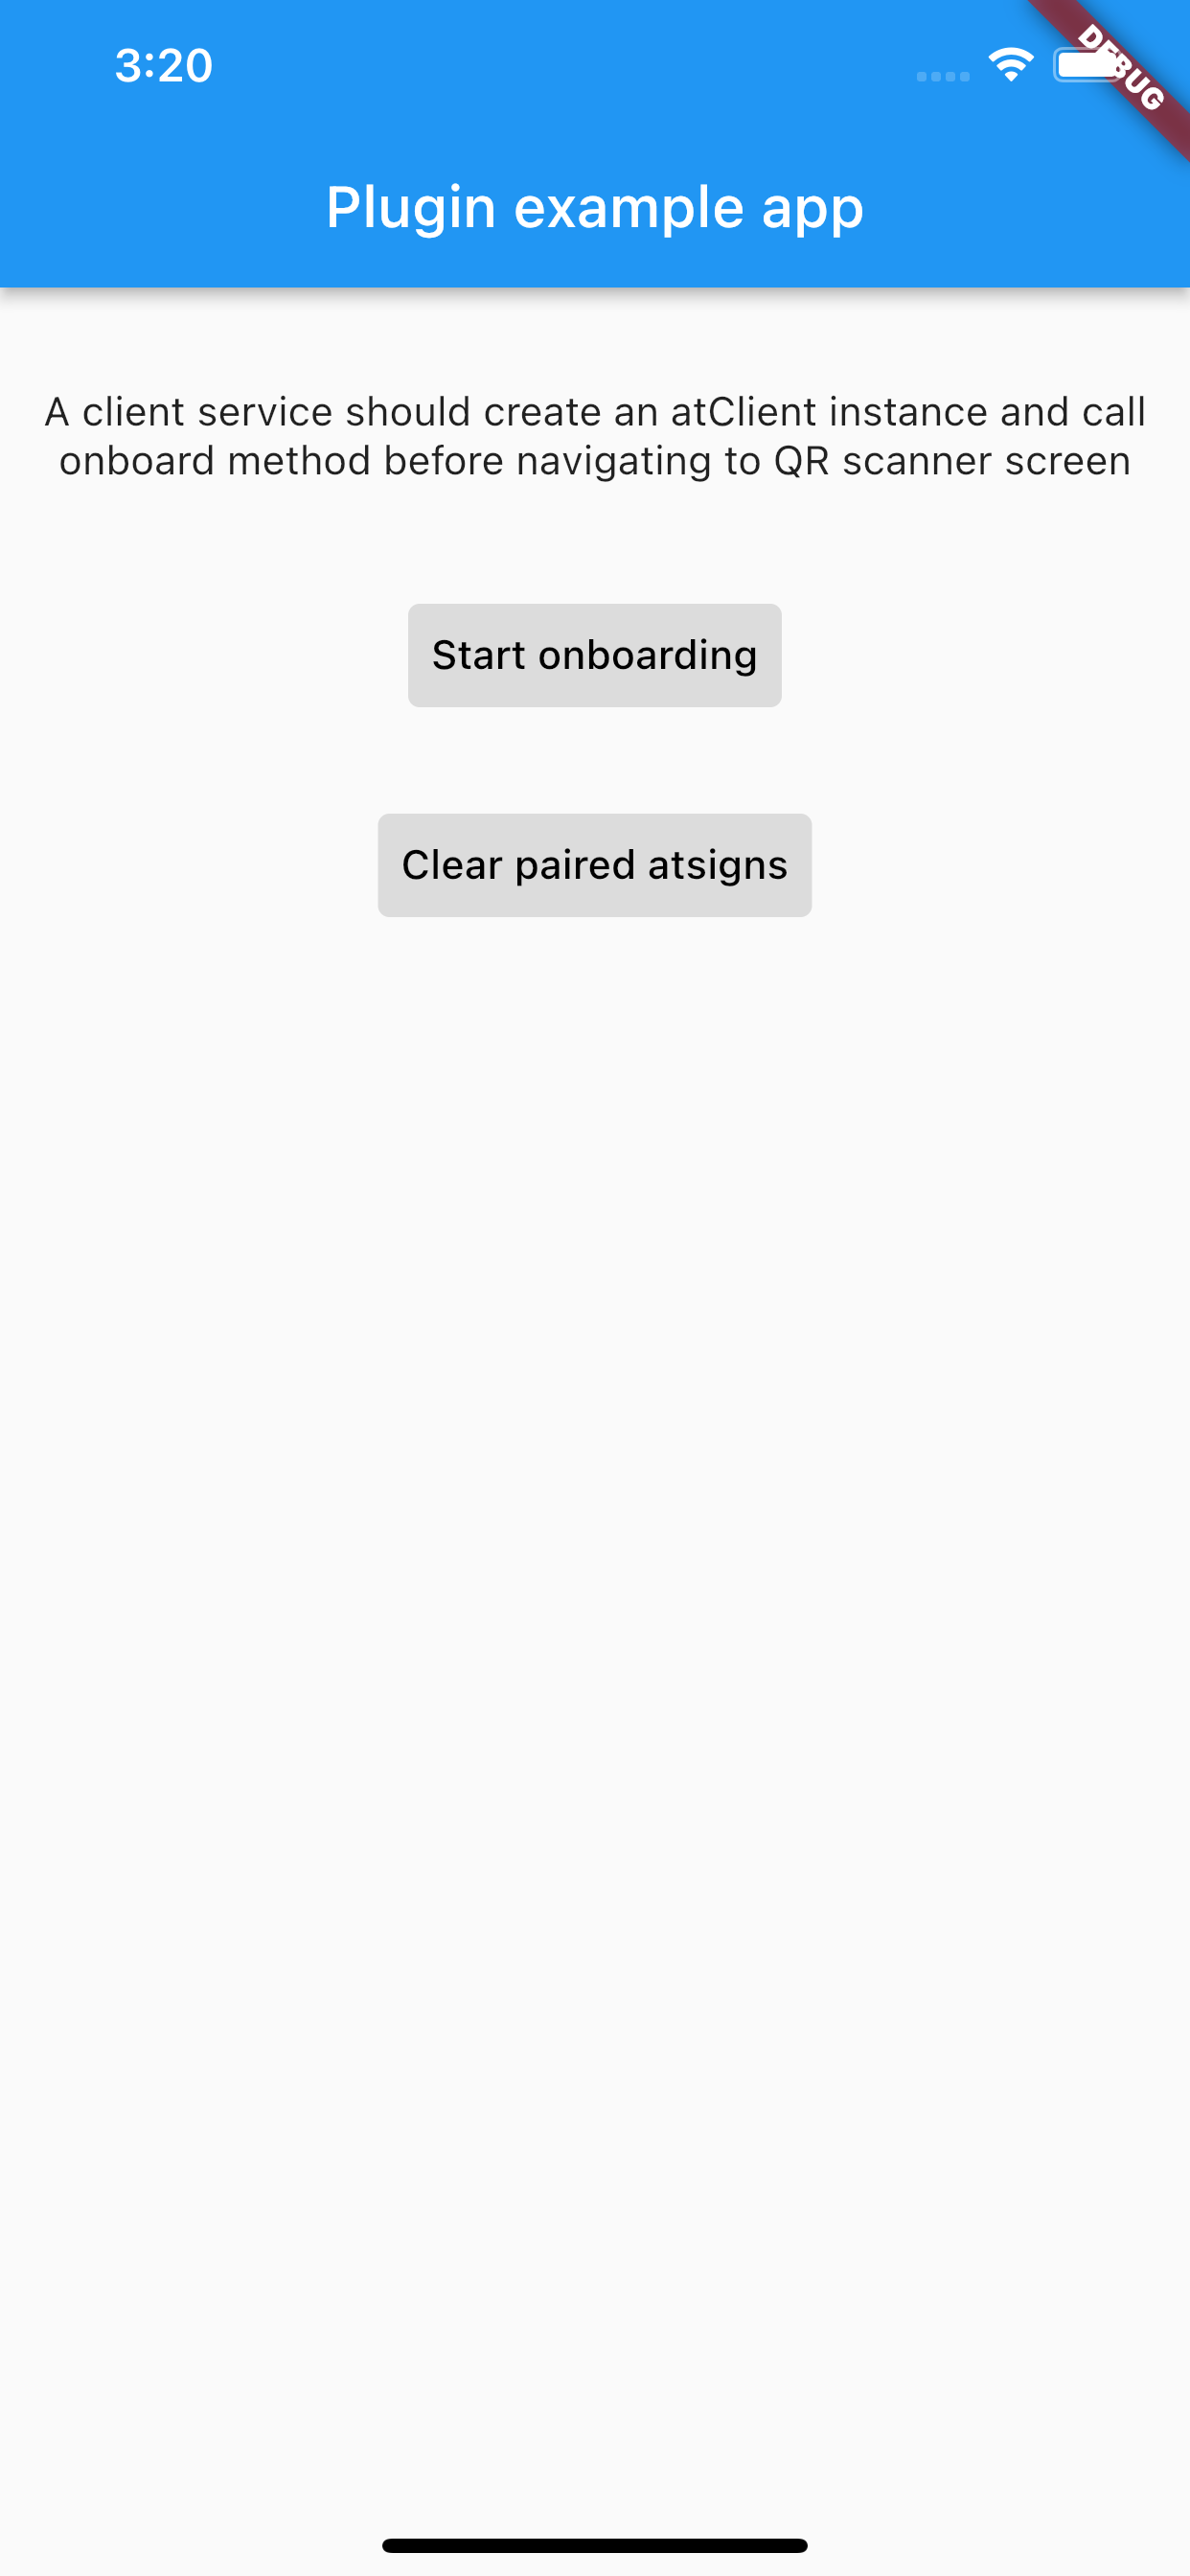 3:20
DEBUG
Plugin example app
A client service should create an atClient instance and call
onboard method before navigating to QR scanner screen
Start onboarding
Clear paired atsigns